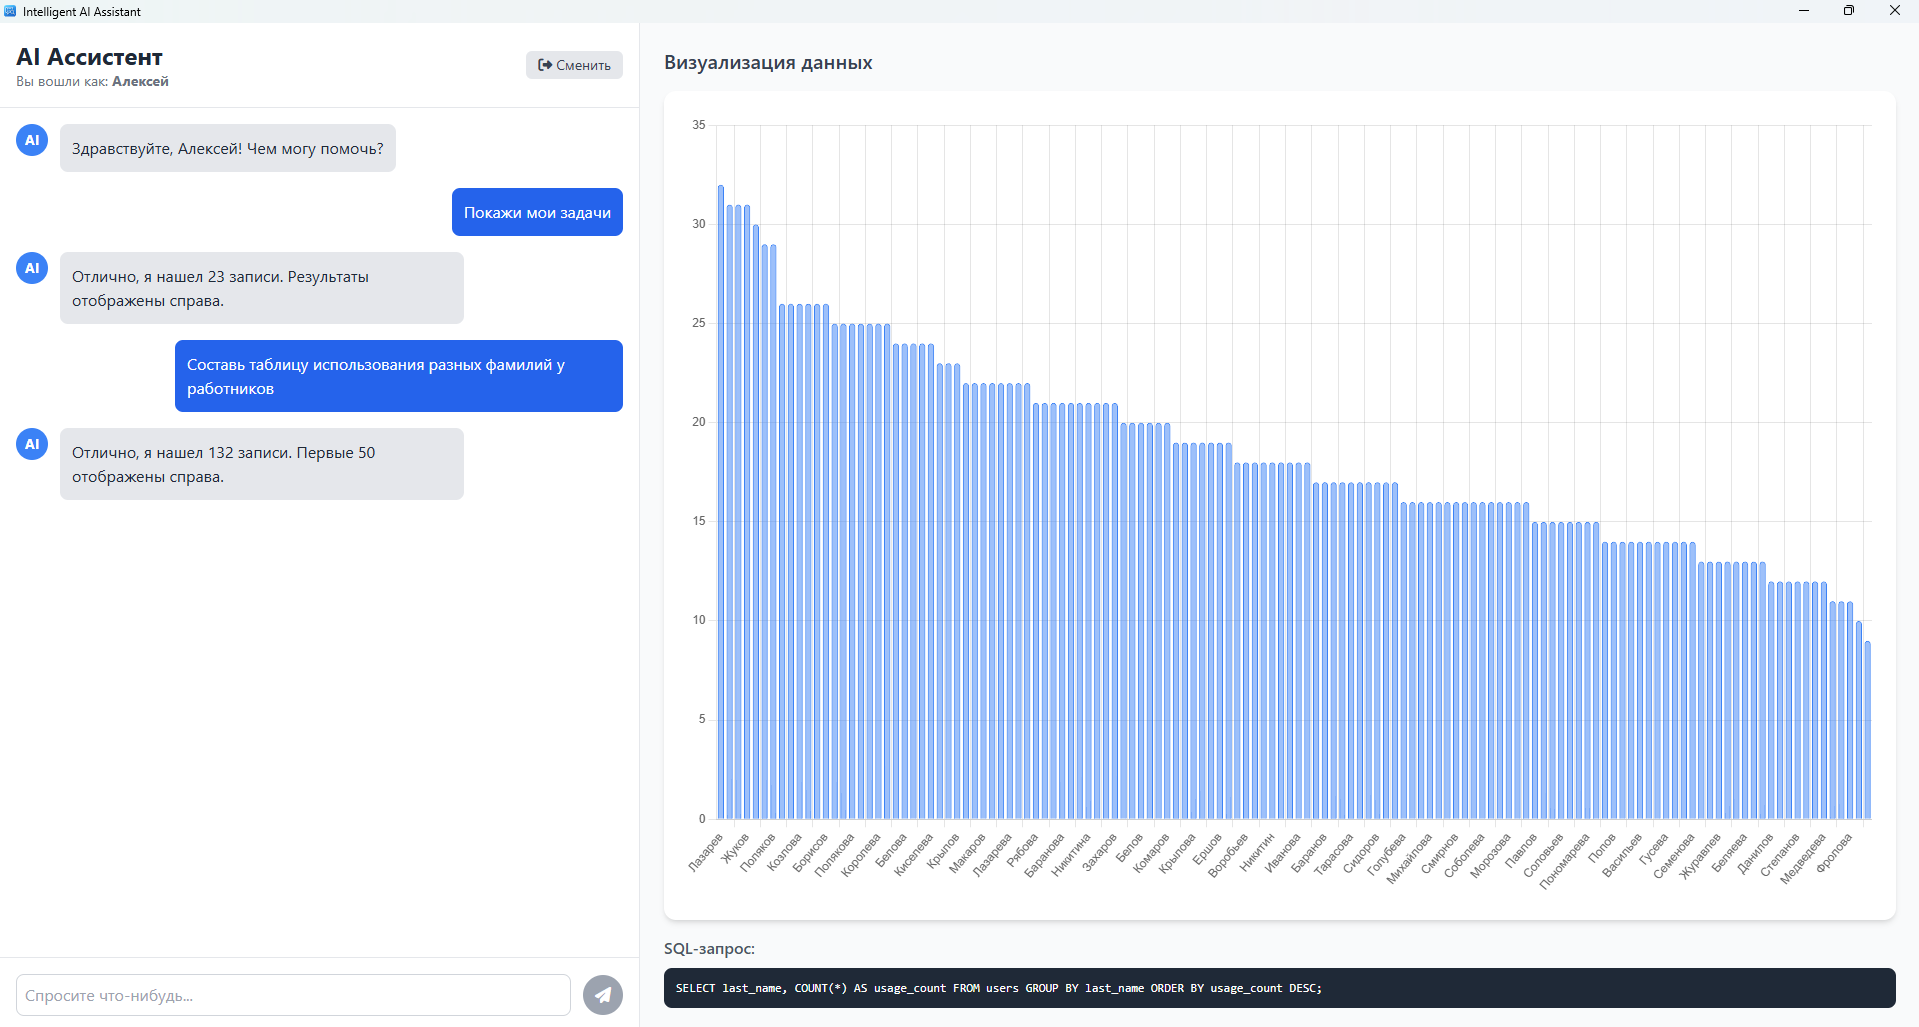 Intelligent AI Assistant
AI Ассистент
Вы вошли как: Алексей
Сменить
AI
Здравствуйте, Алексей! Чем могу помочь?
Покажи мои задачи
AI
Отлично, я нашел 23 записи. Результаты
отображены справа.
Составь таблицу использования разных фамилий у
работников
AI
Отлично, я нашел 132 записи. Первые 50
отображены справа.
Спросите что-нибудь...
Визуализация данных
35
30
25
20
15
10
5
0
Лазарев
Жуков
Поляков
Козлова
Борисов
Полякова
Королева
Белова
Киселева
Крылов
Макаров
Лазарева
Рябова
Баранова
Никитина
Захаров
Белов
Комаров
Крылова
Ершов
Воробьев
Никитин
Иванова
Баранов
Тарасова
Сидоров
Голубева
Михайлова
Смирнов
Соболева
Морозова
Павлов
Соловьев
Пономарева
Попов
Васильев
Гусева
Семенова
Журавлев
Беляева
Данилов
Степанов
Медведева
Фролова
SQL-запрос:
SELECT last_name, COUNT(*) AS usage_count FROM users GROUP BY last_name ORDER BY usage_count DESC;